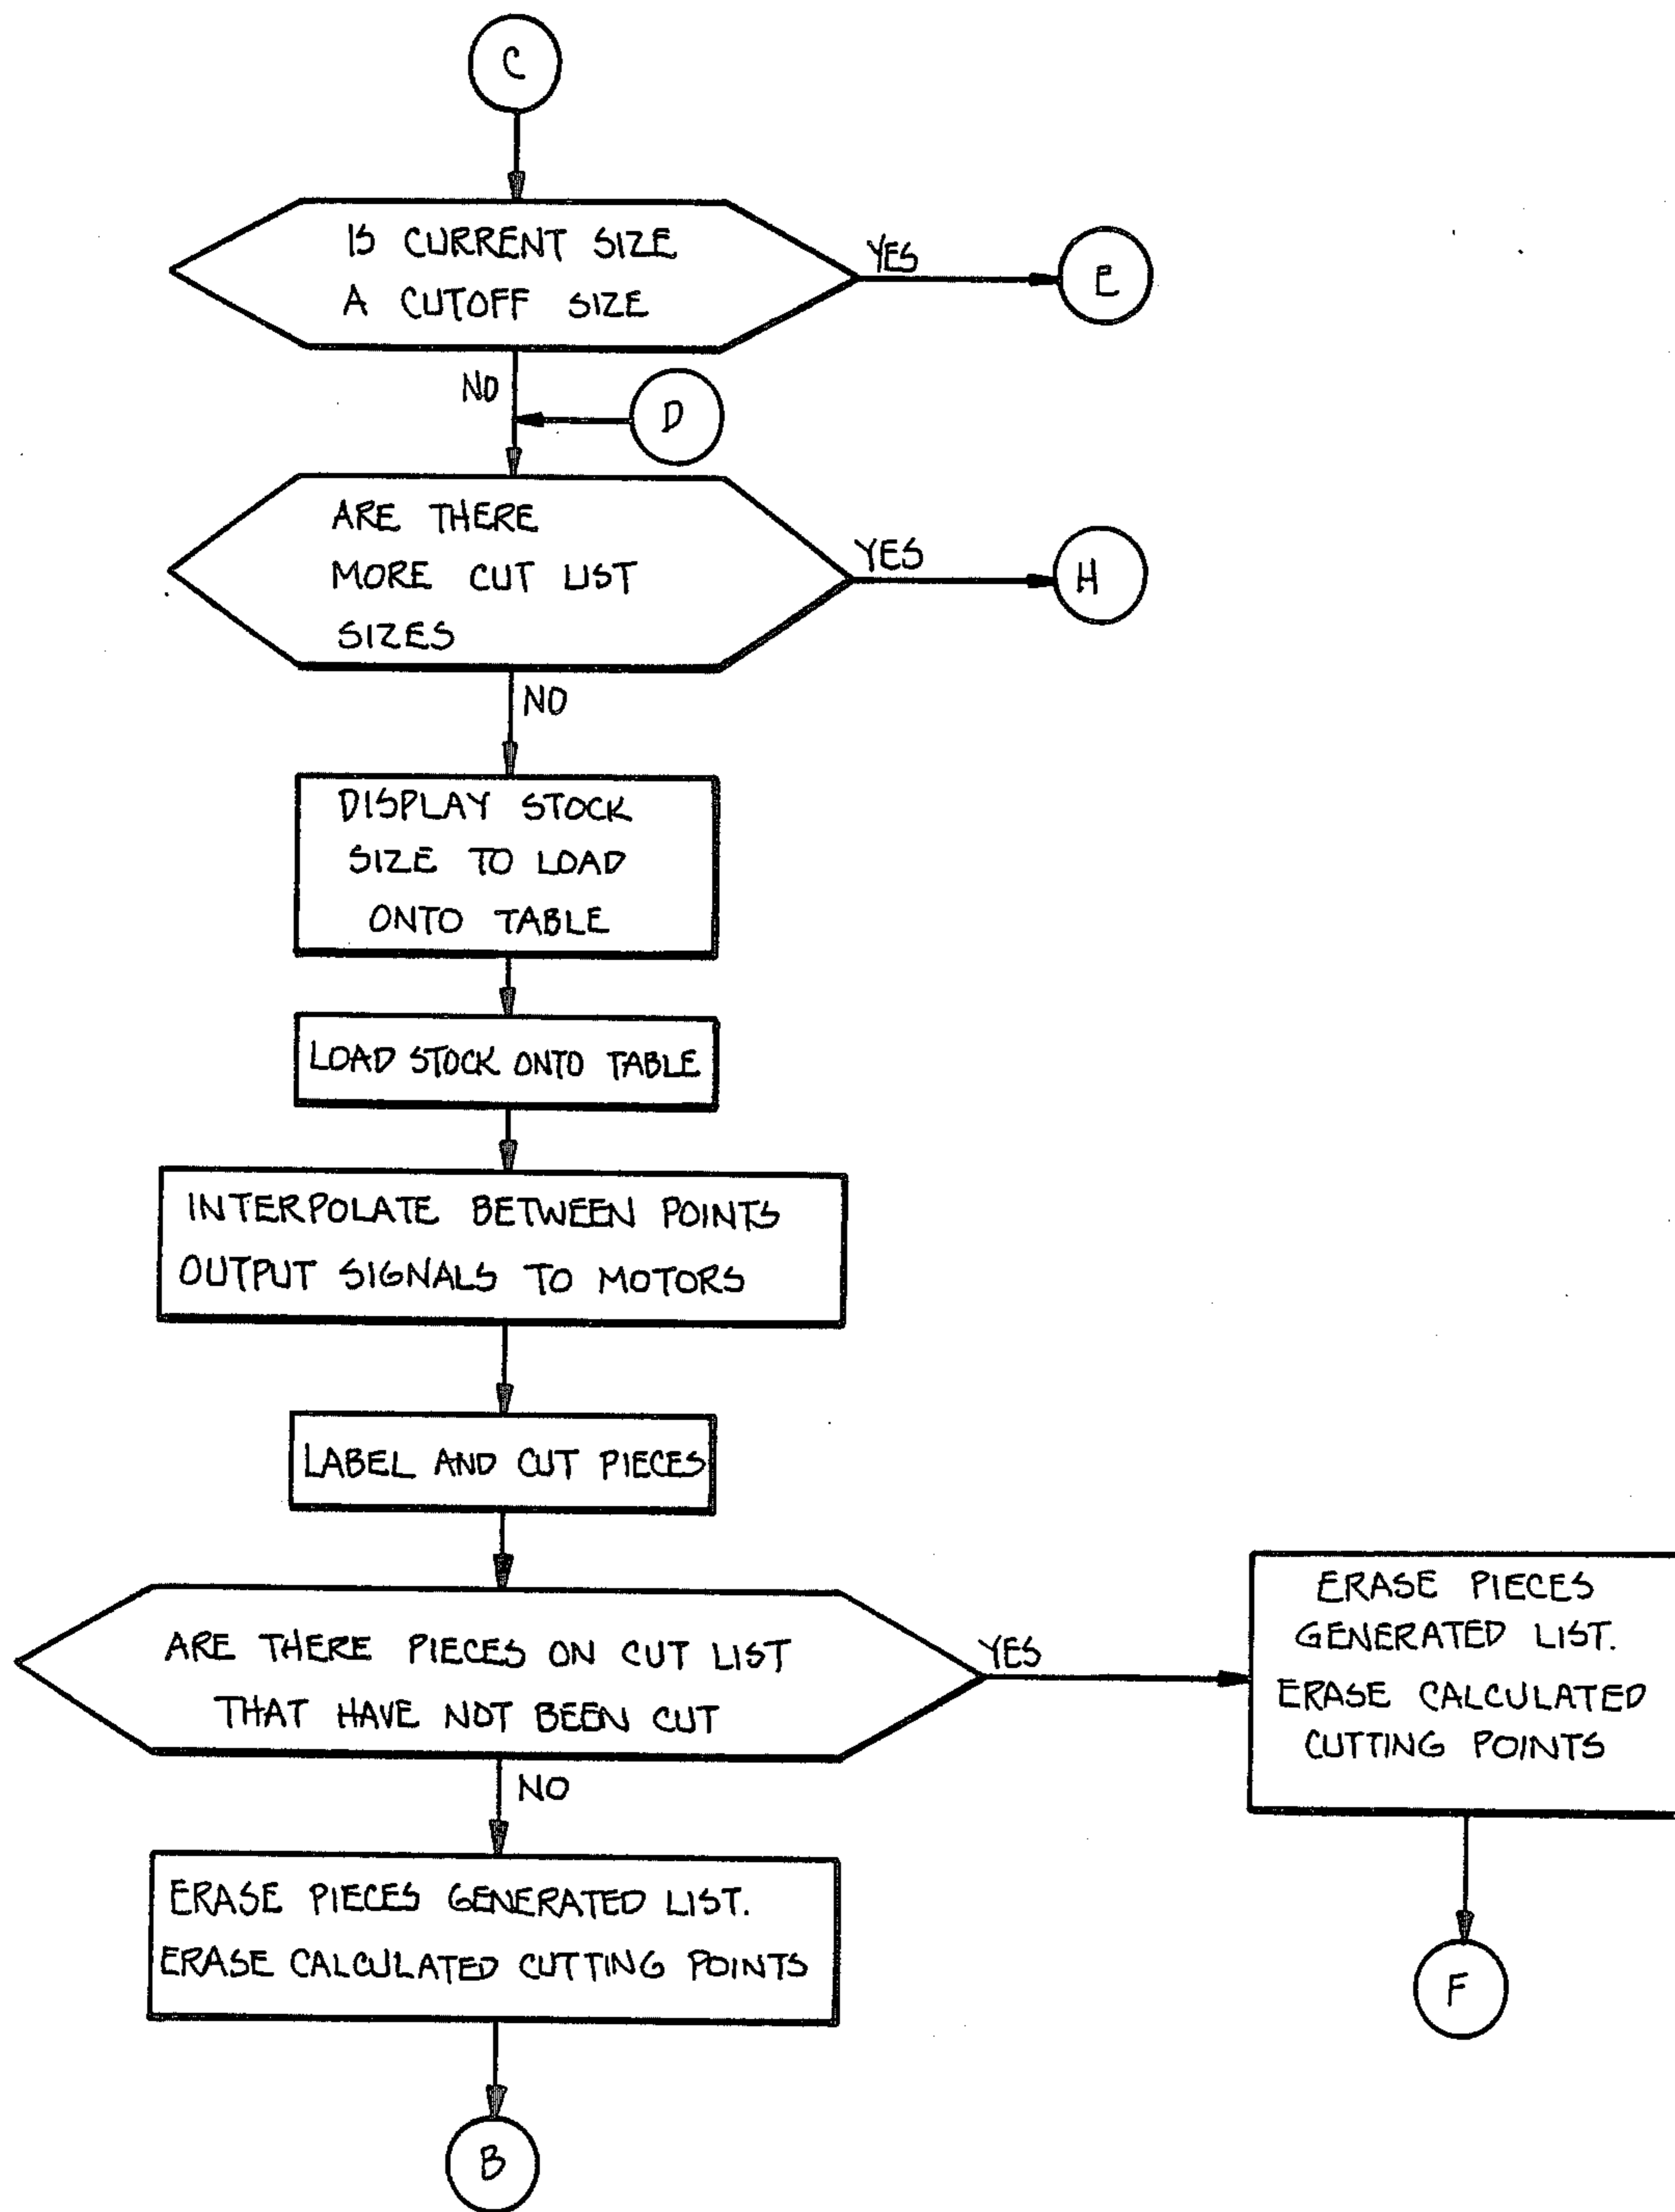 C
IS CURRENT SIZE
A CUTOFF SIZE
YES
E
NO
D
ARE THERE
MORE CUT LIST
SIZES
YES
H
NO
DISPLAY STOCK
SIZE TO LOAD
ONTO TABLE
LOAD STOCK ONTO TABLE
INTERPOLATE BETWEEN POINTS
OUTPUT SIGNALS TO MOTORS
LABEL AND CUT PIECES
ARE THERE PIECES ON CUT LIST
THAT HAVE NOT BEEN CUT
YES
ERASE PIECES
GENERATED LIST.
ERASE CALCULATED
CUTTING POINTS
NO
ERASE PIECES GENERATED LIST.
ERASE CALCULATED CUTTING POINTS
F
B